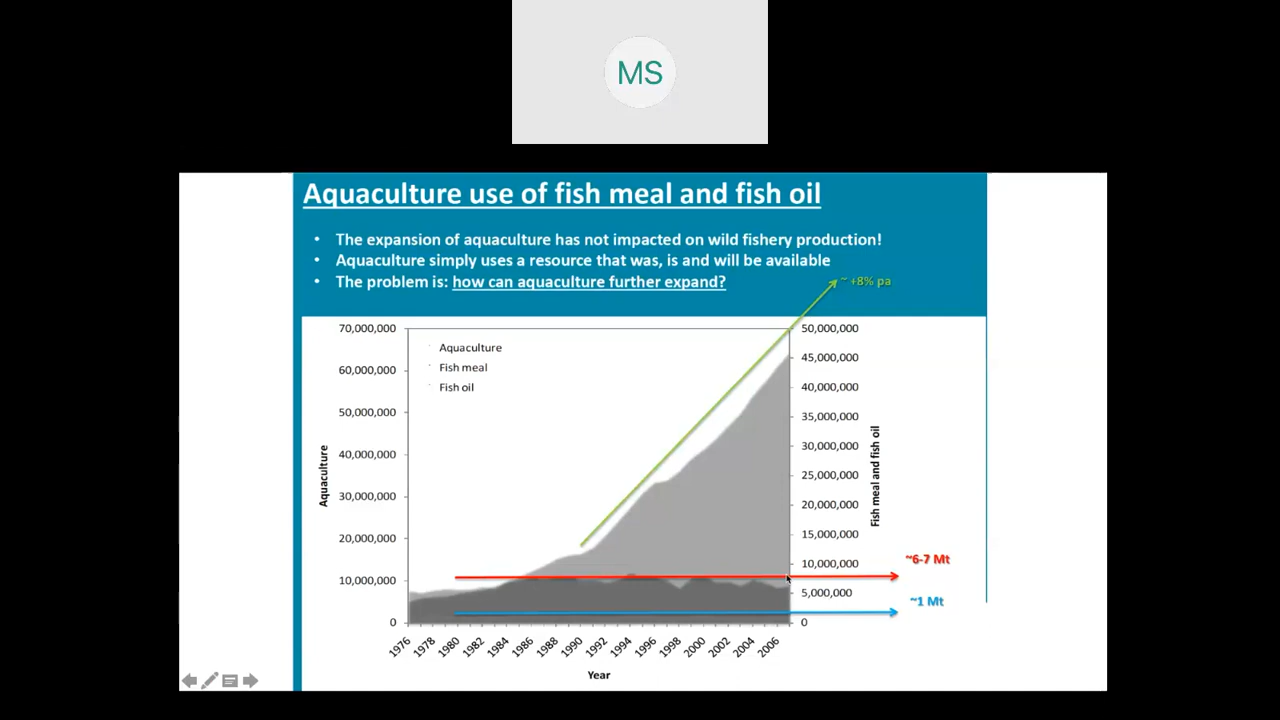 MS
Aquaculture use of fish meal and fish oil
• The expansion of aquaculture has not impacted on wild fishery production!
• Aquaculture simply uses a resource that was, is and will be available
• The problem is: how can aquaculture further expand?
~ +8% pa
70,000,000
60,000,000
50,000,000
40,000,000
30,000,000
20,000,000
10,000,000
0
Aquaculture
Aquaculture
Fish meal
Fish oil
50,000,000
45,000,000
40,000,000
35,000,000
30,000,000
25,000,000
20,000,000
15,000,000
10,000,000
5,000,000
0
Fish meal and fish oil
~6-7 Mt
~1 Mt
1976 1978 1980 1982 1984 1986 1988 1990 1992 1994 1996 1998 2000 2002 2004 2006
Year